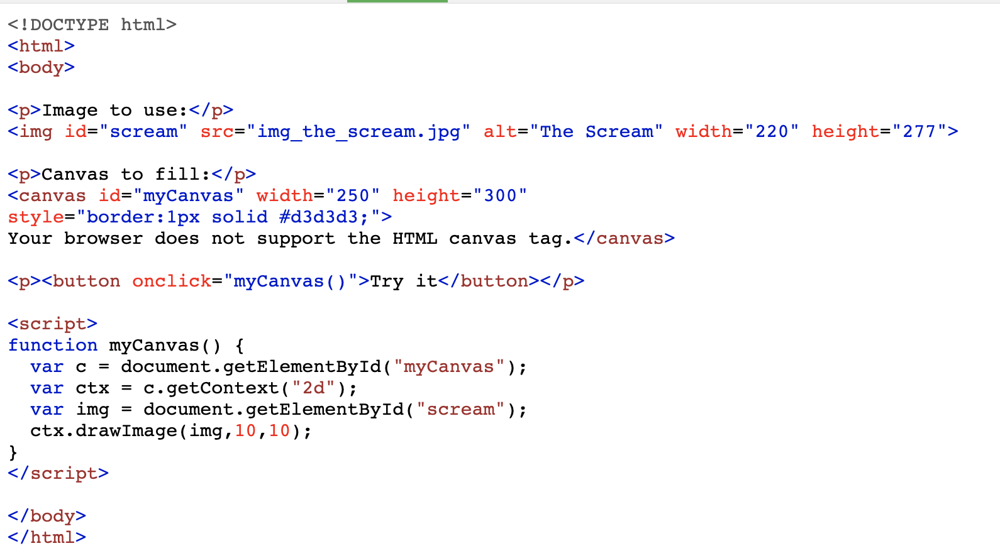 <!DOCTYPE html>
<html>
<body>
<p>Image to use:</p>
<img id="scream" src="img_the_scream.jpg" alt="The Scream" width="220" height="277">
<p>Canvas to fill:</p>
<canvas id="myCanvas" width="250" height="300"
style="border:1px solid #d3d3d3;">
Your browser does not support the HTML canvas tag.</canvas>
<p><button onclick="myCanvas()">Try it</button></p>
<script>
function myCanvas() {
  var c = document.getElementById("myCanvas");
  var ctx = c.getContext("2d");
  var img = document.getElementById("scream");
  ctx.drawImage(img,10,10);
}
</script>
</body>
</html>